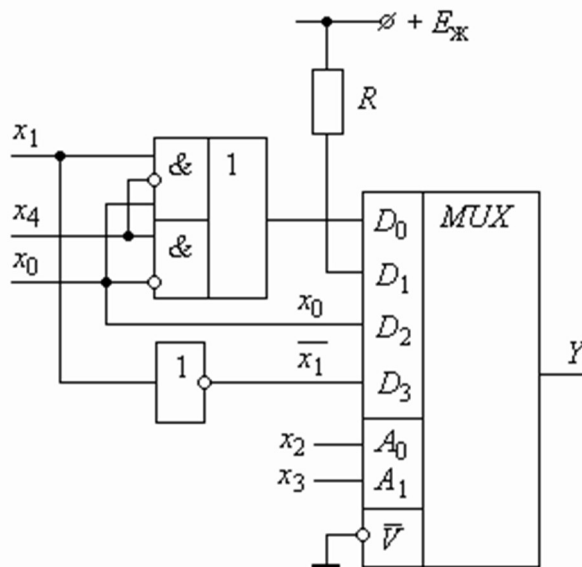 + Eж
R
x1
x4
x0
&
1
&
D0
MUX
D1
x0
D2
Y
1
x̅1̅
D3
x2
A0
x3
A1
V̅